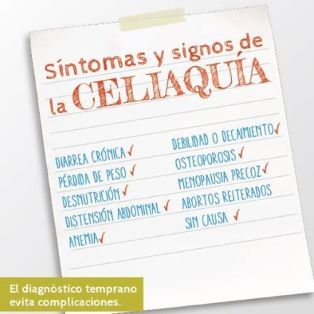 Síntomas y signos de
la CELIAQUÍA
DIARREA CRÓNICA
PÉRDIDA DE PESO
DESNUTRICIÓN
DISTENSIÓN ABDOMINAL
ANEMIA
DEBILIDAD O DECAIMIENTO
OSTEOPOROSIS
MENOPAUSIA PRECOZ
ABORTOS REITERADOS
SIN CAUSA
El diagnóstico temprano
evita complicaciones.